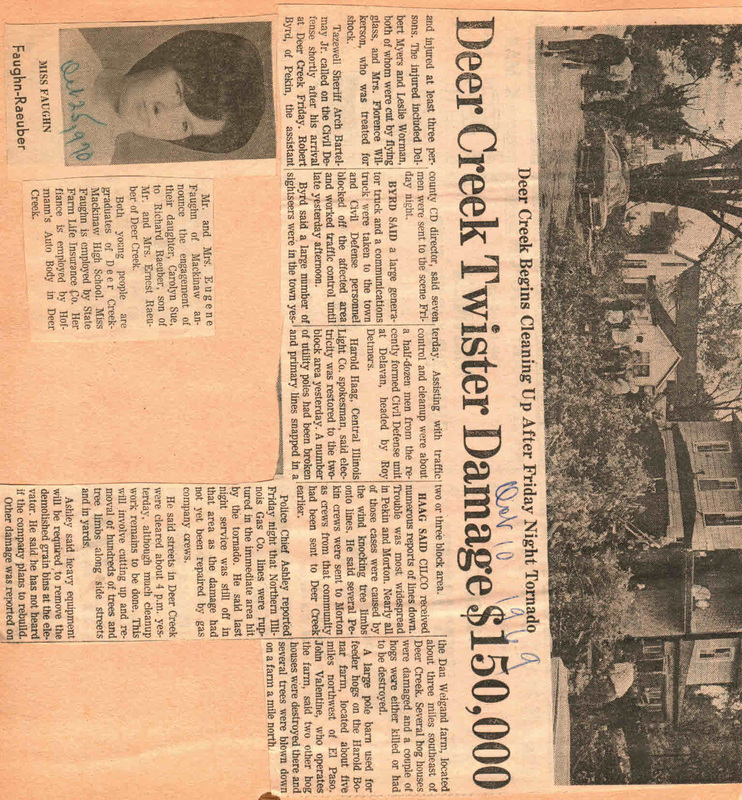 Deer Creek Begins Cleaning Up After Friday Night Tornado
Oct 10 1969
Deer Creek Twister Damage $150,000
and injured at least three per-
sons. The injured included Del-
bert Myers and Leslie Worman,
both of whom were cut by flying
glass, and Mrs. Florence Wil-
kerson, who was treated for
shock.
Tazewell Sheriff Arch Bartel-
may Jr. called on the Civil De-
fense shortly after his arrival
at Deer Creek Friday. Robert
Byrd, of Pekin, the assistant
county CD director, said seven
men were sent to the scene Fri-
day night.
BYRD SAID a large genera-
tor truck and a communications
truck were taken to the town
and Civil Defense personnel
blocked off the affected area
and worked traffic control until
late yesterday afternoon.
Byrd said a large number of
sightseers were in the town yes-
terday. Assisting with traffic
control and cleanup were about
a half-dozen men from the re-
cently formed Civil Defense unit
at Delavan, headed by Roy
Detmers.
Harold Haag, Central Illinois
Light Co. spokesman, said elec-
tricity was restored to the two-
block area yesterday. A number
of utility poles had been broken
and primary lines snapped in a
two or three block area.
HAAG SAID CILCO received
numerous reports of lines down.
Trouble was most widespread
in Pekin and Morton. Nearly all
of those cases were caused by
the wind knocking tree limbs
onto lines. He said several Pe-
kin crews were sent to Morton
as crews from that community
had been sent to Deer Creek
earlier.
Police Chief Ashley reported
Friday night that Northern Illi-
nois Gas Co. lines were rup-
tured in the immediate area hit
by the tornado. He said last
night service was still off in
that area as the damage had
not yet been repaired by gas
company crews.
He said streets in Deer Creek
were cleared about 4 p.m. yes-
terday, although much cleanup
work remains to be done. This
will involve cutting up and re-
moval of hundreds of trees and
tree limbs along side streets
and in yards.
Ashley said heavy equipment
will be required to remove the
demolished grain bins at the ele-
vator. He said he has not heard
if the company plans to rebuild.
Other damage was reported on
the Dan Weigand farm, located
about three miles southeast of
Deer Creek. Several hog houses
were damaged and a couple of
hogs were either killed or had
to be destroyed.
A large pole barn used for
feeder hogs on the Harold Bo-
nar farm, located about five
miles northwest of El Paso.
John Valentine, who operates
the farm, said two other hog
houses were destroyed there and
several trees were blown down
on a farm a mile north.
Oct 25, 1970
MISS FAUGHN
Faughn-Raeuber
Mr. and Mrs. Eugene
Faughn of Mackinaw an-
nounce the engagement of
their daughter, Carolyn Sue,
to Richard Raeuber, son of
Mr. and Mrs. Ernest Raeu-
ber of Deer Creek.
Both young people are
graduates of Deer Creek-
Mackinaw High School. Miss
Faughn is employed by State
Farm Life Insurance Co. Her
fiance is employed by Hof-
mann's Auto Body in Deer
Creek.